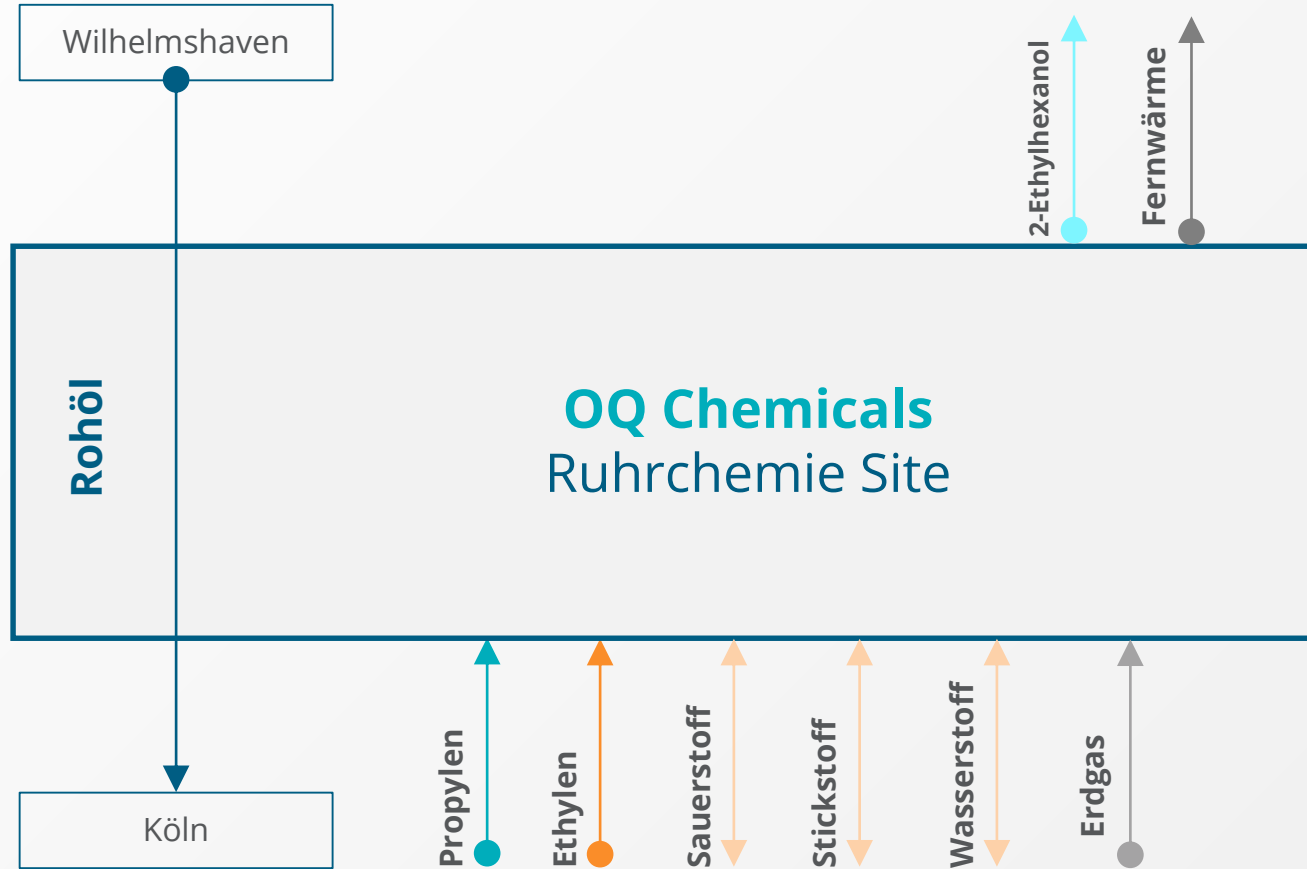 Wilhelmshaven
2-Ethylhexanol
Fernwärme
Rohöl
OQ Chemicals
Ruhrchemie Site
Propylen
Ethylen
Sauerstoff
Stickstoff
Wasserstoff
Erdgas
Köln